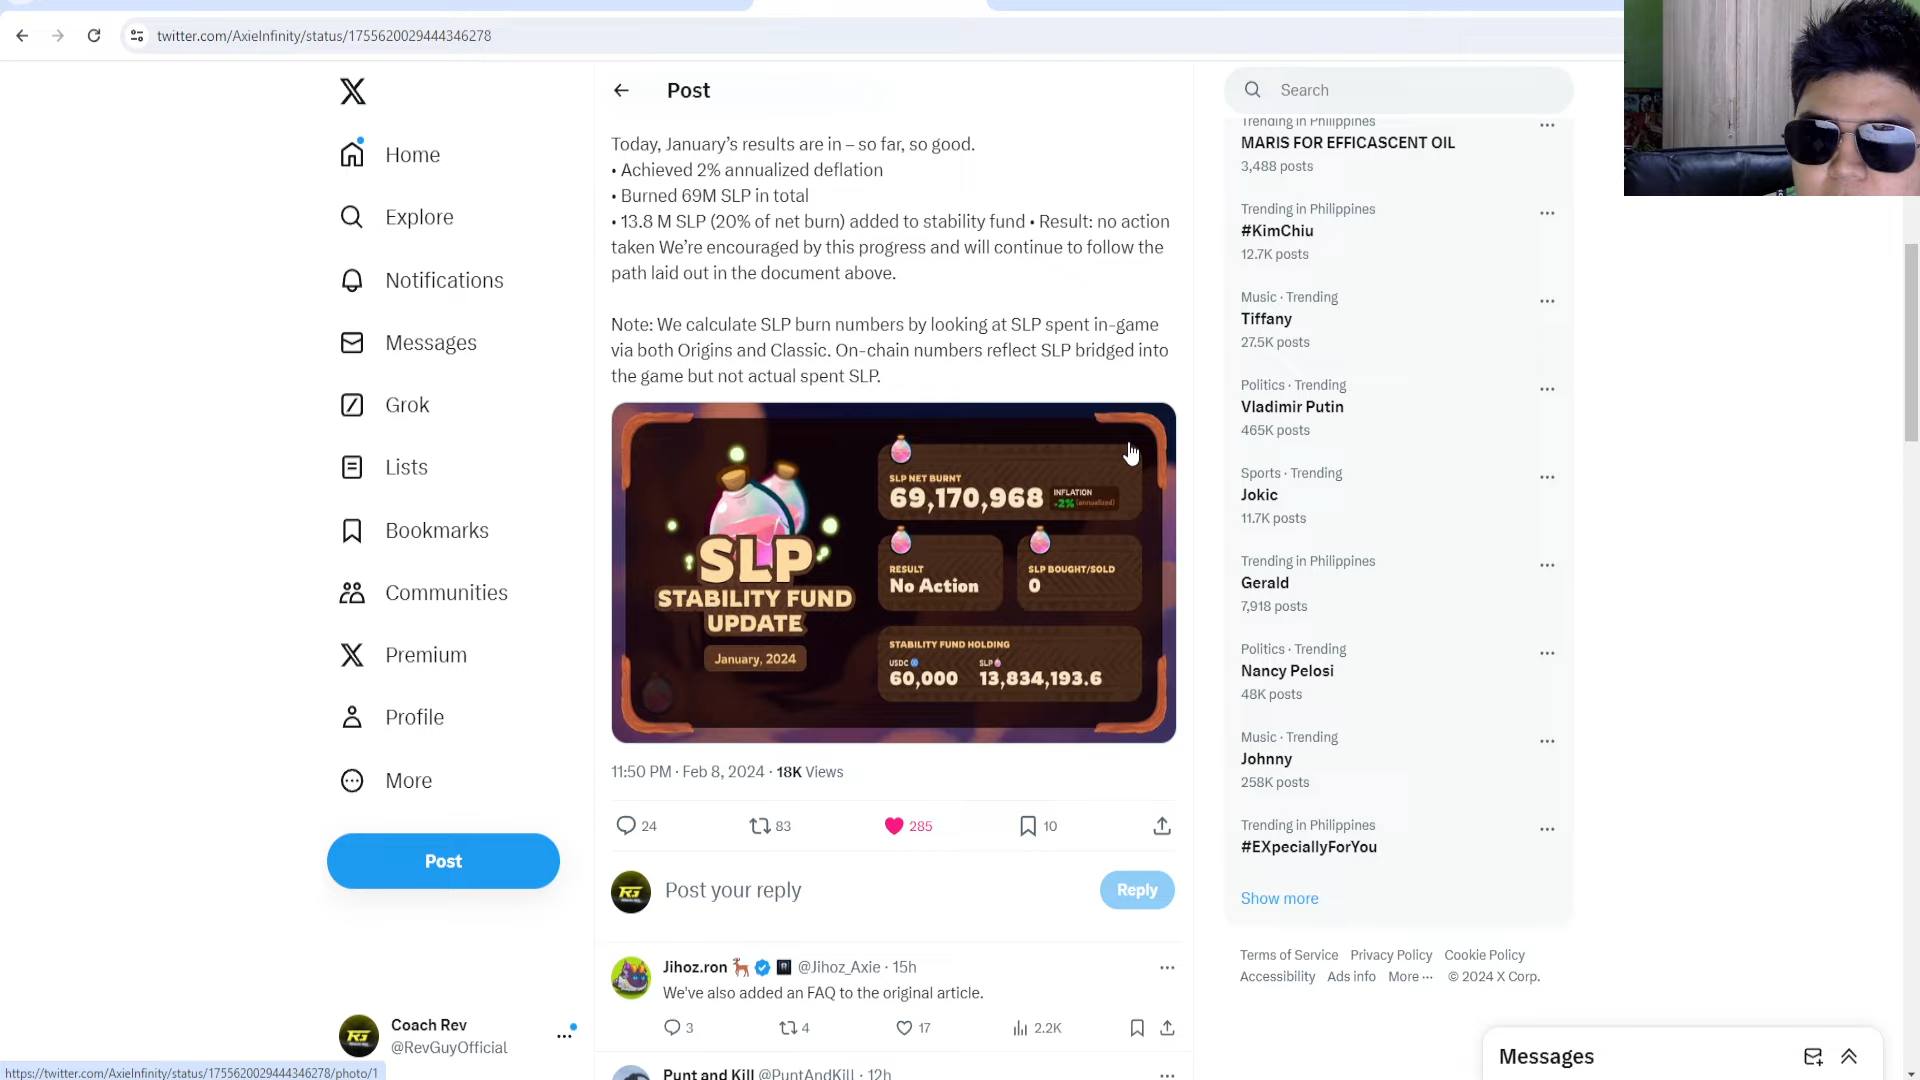 twitter.com/AxieInfinity/status/1755620029444346278
Home
Explore
Notifications
Messages
Grok
Lists
Bookmarks
Communities
Premium
Profile
More
Post
Coach Rev
@RevGuyOfficial
https://twitter.com/AxieInfinity/status/1755620029444346278/photo/1
Post
Today, January’s results are in – so far, so good.
• Achieved 2% annualized deflation
• Burned 69M SLP in total
• 13.8 M SLP (20% of net burn) added to stability fund • Result: no action
taken We’re encouraged by this progress and will continue to follow the
path laid out in the document above.
Note: We calculate SLP burn numbers by looking at SLP spent in-game
via both Origins and Classic. On-chain numbers reflect SLP bridged into
the game but not actual spent SLP.
SLP
STABILITY FUND
UPDATE
January, 2024
SLP NET BURNT
69,170,968
INFLATION
-2% (annualized)
RESULT
No Action
SLP BOUGHT/SOLD
0
STABILITY FUND HOLDING
USDC
60,000
SLP
13,834,193.6
11:50 PM · Feb 8, 2024 · 18K Views
24
83
285
10
RG
Post your reply
Reply
Jihoz.ron @Jihoz_Axie · 15h
We've also added an FAQ to the original article.
3
4
17
2.2K
Punt and Kill @PuntAndKill · 12h
Search
Trending in Philippines
MARIS FOR EFFICASCENT OIL
3,488 posts
Trending in Philippines
#KimChiu
12.7K posts
Music · Trending
Tiffany
27.5K posts
Politics · Trending
Vladimir Putin
465K posts
Sports · Trending
Jokic
11.7K posts
Trending in Philippines
Gerald
7,918 posts
Politics · Trending
Nancy Pelosi
48K posts
Music · Trending
Johnny
258K posts
Trending in Philippines
#EXpeciallyForYou
Show more
Terms of Service Privacy Policy Cookie Policy
Accessibility Ads info More ··· © 2024 X Corp.
Messages